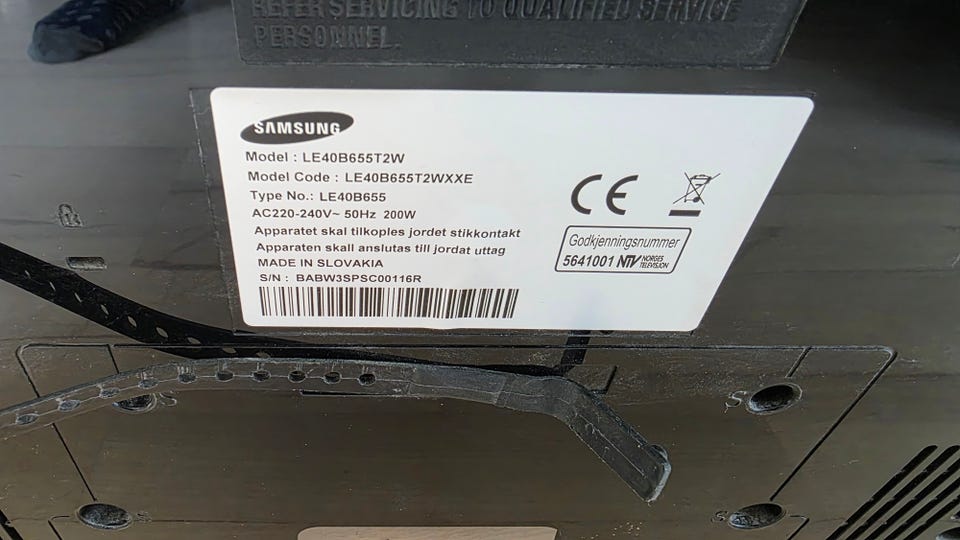 REFER SERVICING TO QUALIFIED SERVICE
PERSONNEL.
SAMSUNG
Model : LE40B655T2W
Model Code : LE40B655T2WXXE
Type No.: LE40B655
AC220-240V~ 50Hz 200W
Apparatet skal tilkoples jordet stikkontakt
Apparaten skall anslutas till jordat uttag
MADE IN SLOVAKIA
S/N : BABW3SPSC00116R
CE
Godkjenningsnummer
5641001 NTV NORGES
TELEVISJON
S
S
S
S